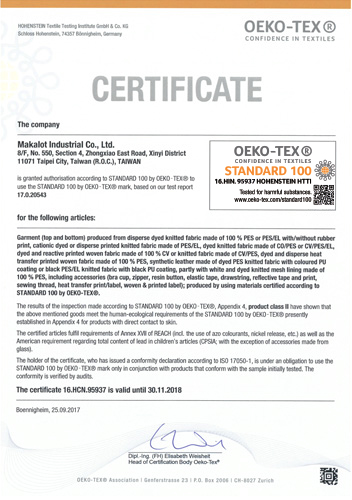 HOHENSTEIN Textile Testing Institute GmbH & Co. KG
Schloss Hohenstein, 74357 Bönnigheim, Germany
OEKO-TEX®
CONFIDENCE IN TEXTILES
CERTIFICATE
The company
Makalot Industrial Co., Ltd.
8/F, No. 550, Section 4, Zhongxiao East Road, Xinyi District
11071 Taipei City, Taiwan (R.O.C.), TAIWAN
is granted authorisation according to STANDARD 100 by OEKO-TEX® to
use the STANDARD 100 by OEKO-TEX® mark, based on our test report
17.0.20543
OEKO-TEX®
CONFIDENCE IN TEXTILES
STANDARD 100
16.HIN.95937 HOHENSTEIN HTTI
Tested for harmful substances.
www.oeko-tex.com/standard100
for the following articles:
Garment (top and bottom) produced from disperse dyed knitted fabric made of 100 % PES or PES/EL with/without rubber
print, cationic dyed or disperse printed knitted fabric made of PES/EL, dyed knitted fabric made of CO/PES or CV/PES/EL,
dyed and reactive printed woven fabric made of 100 % CV or knitted fabric made of CV/PES, dyed and disperse heat
transfer printed woven fabric made of 100 % PES, synthetic leather made of dyed PES knitted fabric with coloured PU
coating or black PES/EL knitted fabric with black PU coating, partly with white and dyed knitted mesh lining made of
100 % PES, including accessories (bra cup, zipper, resin button, elastic tape, drawstring, reflective tape and print,
sewing thread, heat transfer print/label, woven & printed label); produced by using materials certified according to
STANDARD 100 by OEKO-TEX®.
The results of the inspection made according to STANDARD 100 by OEKO-TEX®, Appendix 4, product class II have shown that
the above mentioned goods meet the human-ecological requirements of the STANDARD 100 by OEKO-TEX® presently
established in Appendix 4 for products with direct contact to skin.
The certified articles fulfil requirements of Annex XVII of REACH (incl. the use of azo colourants, nickel release, etc.) as well as the
American requirement regarding total content of lead in children's articles (CPSIA; with the exception of accessories made from
glass).
The holder of the certificate, who has issued a conformity declaration according to ISO 17050-1, is under an obligation to use the
STANDARD 100 by OEKO-TEX® mark only in conjunction with products that conform with the sample initially tested. The
conformity is verified by audits.
The certificate 16.HCN.95937 is valid until 30.11.2018
Boennigheim, 25.09.2017
Dipl.-Ing. (FH) Elisabeth Weisheit
Head of Certification Body Oeko-Tex®
OEKO-TEX® Association | Genferstrasse 23 | P.O. Box 2006 | CH-8027 Zurich